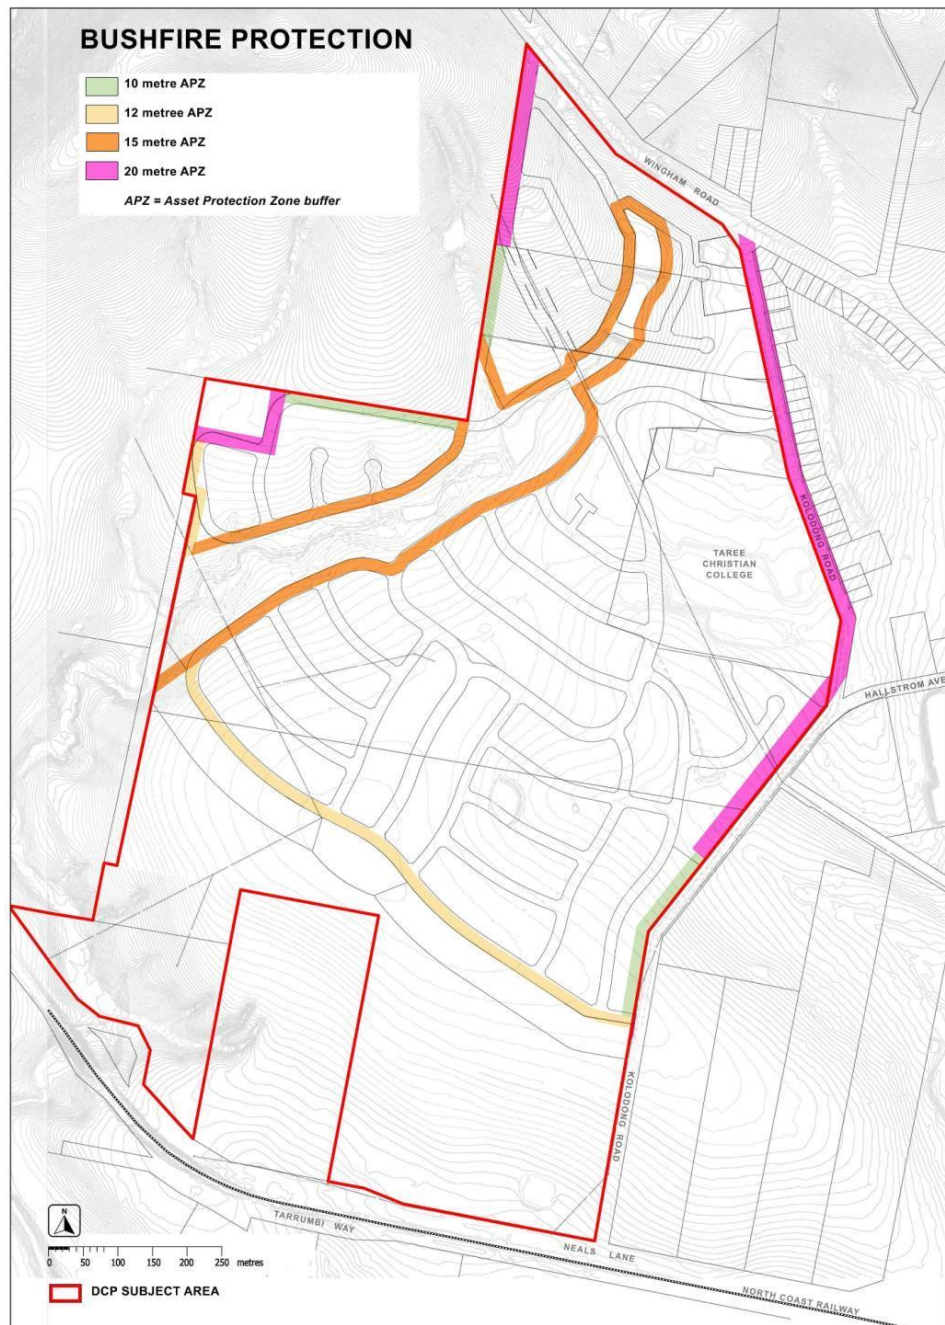 BUSHFIRE PROTECTION
10 metre APZ
12 metree APZ
15 metre APZ
20 metre APZ
APZ = Asset Protection Zone buffer
WINGHAM ROAD
KOLODONG ROAD
TAREE
CHRISTIAN
COLLEGE
HALLSTROM AVE
KOLODONG ROAD
N
TARRUMBI WAY
NEALS LANE
NORTH COAST RAILWAY
0 50 100 150 200 250 metres
DCP SUBJECT AREA